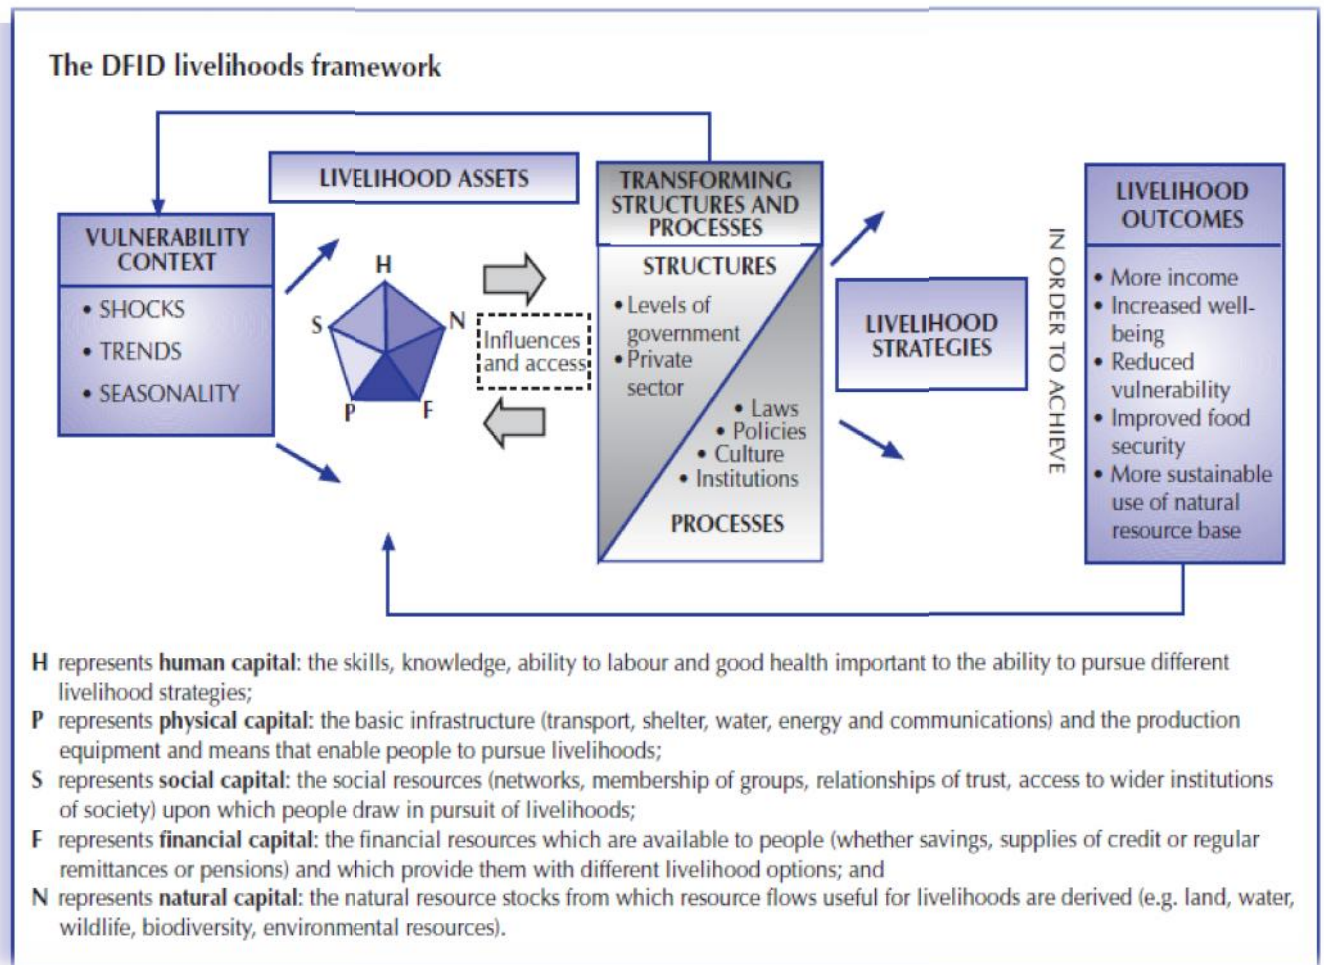 The DFID livelihoods framework
LIVELIHOOD ASSETS
VULNERABILITY
CONTEXT
• SHOCKS
• TRENDS
• SEASONALITY
H
S
N
P
F
Influences
and access
TRANSFORMING
STRUCTURES AND
PROCESSES
STRUCTURES
• Levels of
government
• Private
sector
• Laws
• Policies
• Culture
• Institutions
PROCESSES
LIVELIHOOD
STRATEGIES
IN ORDER TO ACHIEVE
LIVELIHOOD
OUTCOMES
• More income
• Increased well-
being
• Reduced
vulnerability
• Improved food
security
• More sustainable
use of natural
resource base
H represents human capital: the skills, knowledge, ability to labour and good health important to the ability to pursue different
livelihood strategies;
P represents physical capital: the basic infrastructure (transport, shelter, water, energy and communications) and the production
equipment and means that enable people to pursue livelihoods;
S represents social capital: the social resources (networks, membership of groups, relationships of trust, access to wider institutions
of society) upon which people draw in pursuit of livelihoods;
F represents financial capital: the financial resources which are available to people (whether savings, supplies of credit or regular
remittances or pensions) and which provide them with different livelihood options; and
N represents natural capital: the natural resource stocks from which resource flows useful for livelihoods are derived (e.g. land, water,
wildlife, biodiversity, environmental resources).